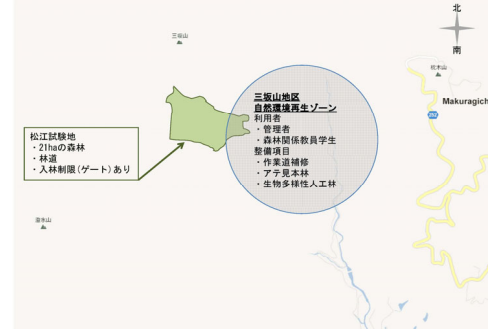 北
南
三坂山
枕木山
Makuragich
三坂山地区
自然環境再生ゾーン
利用者
・管理者
・森林関係教員学生
整備項目
・作業道補修
・アテ見本林
・生物多様性人工林
松江試験地
・21haの森林
・林道
・入林制限(ゲート)あり